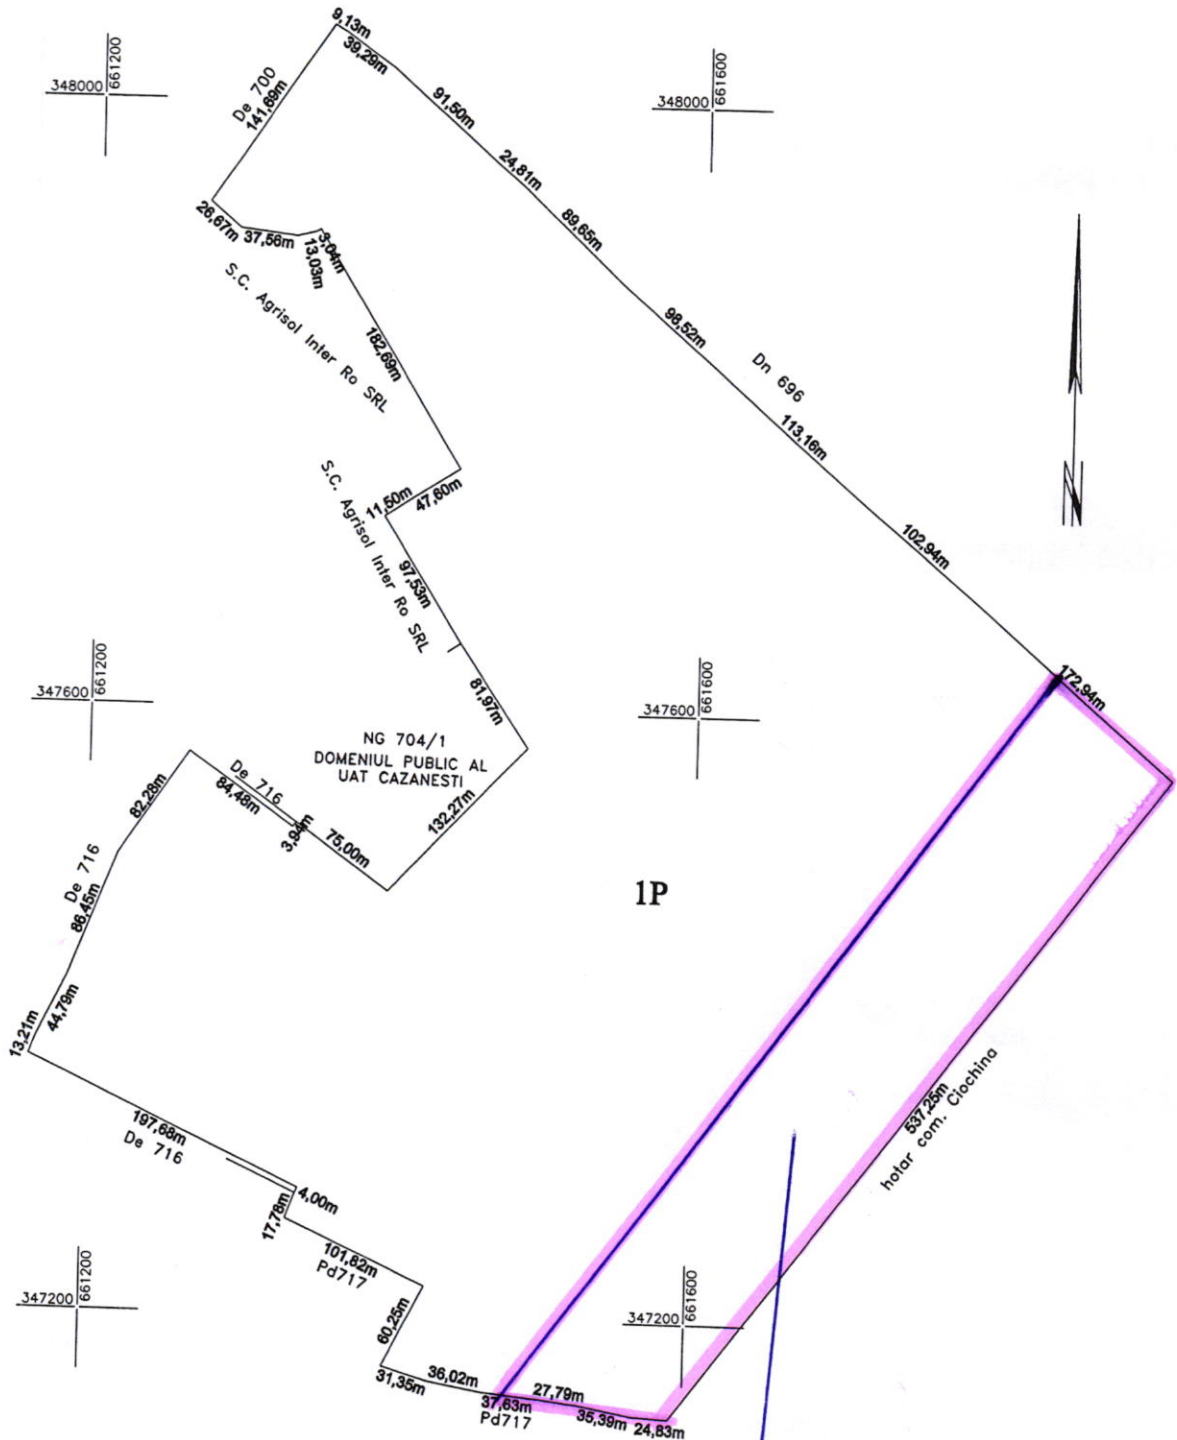 9,13m
39,29m
348000
661200
348000
661600
De 700
141,69m
91,50m
24,81m
89,65m
26,67m
37,56m
3,04m
13,03m
S.C. Agrisol Inter Ro SRL
182,69m
98,52m
Dn 696
113,16m
11,50m
47,60m
S.C. Agrisol Inter Ro SRL
97,53m
N
102,94m
347600
661200
347600
661600
172,94m
81,97m
NG 704/1
DOMENIUL PUBLIC AL
UAT CAZANESTI
De 716
84,48m
82,28m
3,94m
75,00m
132,27m
De 716
86,45m
1P
44,79m
13,21m
197,68m
De 716
537,25m
hotar com. Ciochina
4,00m
17,78m
101,82m
Pd717
347200
661200
347200
661600
60,25m
31,35m
36,02m
37,63m
Pd717
27,79m
35,39m
24,83m